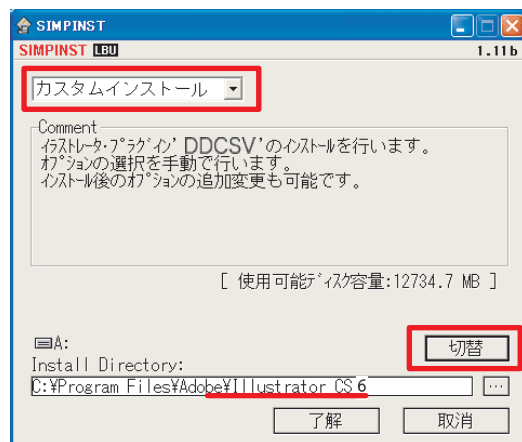 SIMPINST
SIMPINST LBU 1.11b
カスタムインストール
Comment
イラストレータ・プラグイン' DDCSV'のインストールを行います。
オプションの選択を手動で行います。
インストール後のオプションの追加変更も可能です。
[ 使用可能ディスク容量:12734.7 MB ]
A:
切替
Install Directory:
C:¥Program Files¥Adobe¥Illustrator CS6
...
了解 取消